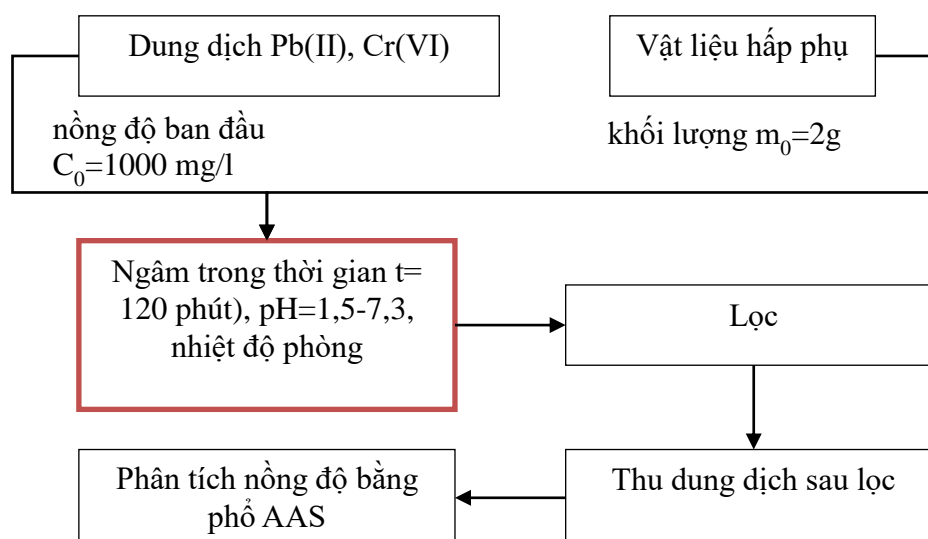 Dung dịch Pb(II), Cr(VI)
Vật liệu hấp phụ
nồng độ ban đầu
C₀=1000 mg/l
khối lượng m₀=2g
Ngâm trong thời gian t=
120 phút), pH=1,5-7,3,
nhiệt độ phòng
Lọc
Phân tích nồng độ bằng
phổ AAS
Thu dung dịch sau lọc